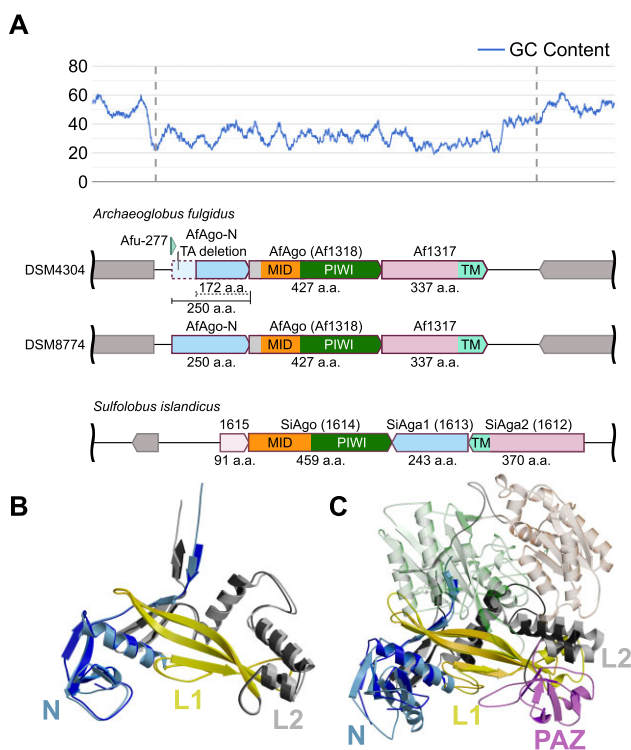 A
GC Content
80
60
40
20
0
Archaeoglobus fulgidus
Afu-277
AfAgo-N
TA deletion
AfAgo (Af1318)
Af1317
DSM4304
MID
PIWI
TM
172 a.a.
427 a.a.
337 a.a.
250 a.a.
AfAgo-N
AfAgo (Af1318)
Af1317
DSM8774
MID
PIWI
TM
250 a.a.
427 a.a.
337 a.a.
Sulfolobus islandicus
1615
SiAgo (1614)
SiAga1 (1613)
SiAga2 (1612)
MID
PIWI
TM
91 a.a.
459 a.a.
243 a.a.
370 a.a.
B
N
L1
L2
C
N
L1
L2
PAZ